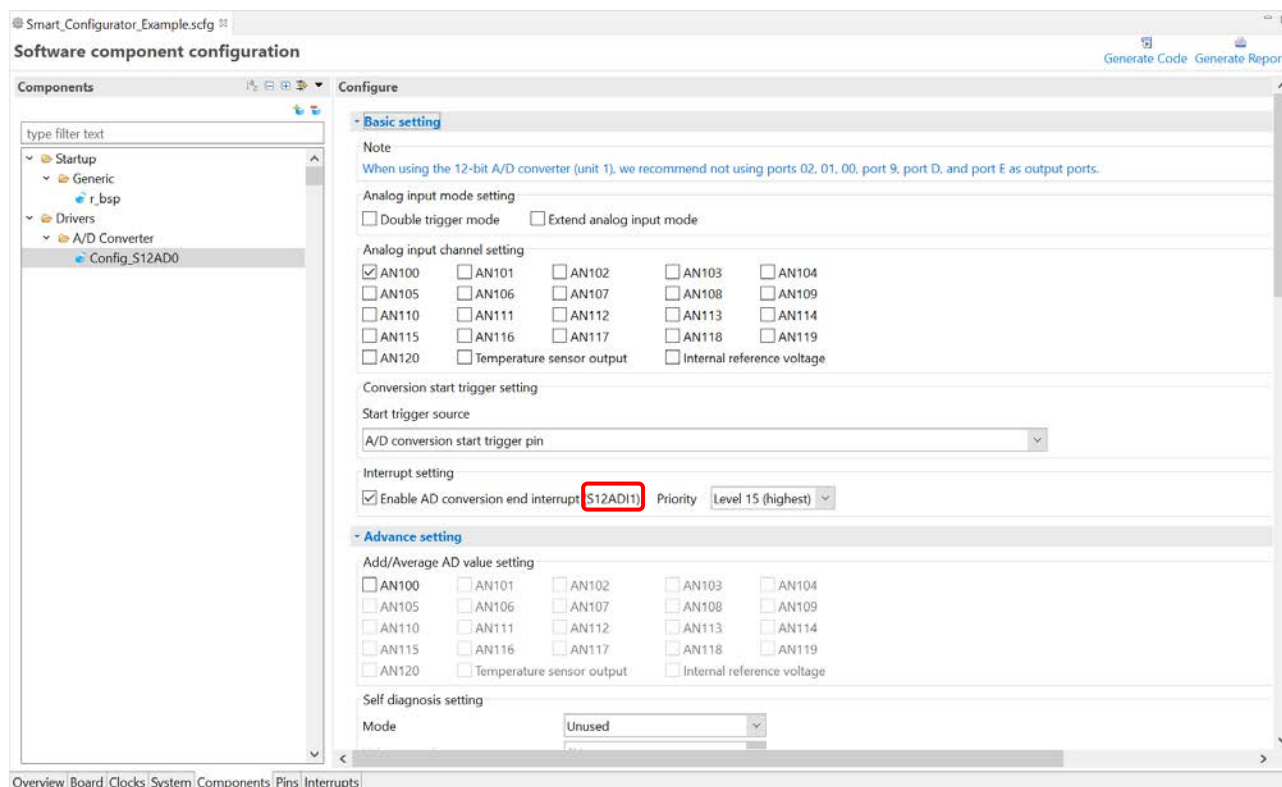 Smart_Configurator_Example.scfg
Software component configuration
Generate Code Generate Repor
Components
Configure
type filter text
Startup
Generic
r_bsp
Drivers
A/D Converter
Config_S12AD0
Basic setting
Note
When using the 12-bit A/D converter (unit 1), we recommend not using ports 02, 01, 00, port 9, port D, and port E as output ports.
Analog input mode setting
Double trigger mode Extend analog input mode
Analog input channel setting
AN100 AN101 AN102 AN103 AN104
AN105 AN106 AN107 AN108 AN109
AN110 AN111 AN112 AN113 AN114
AN115 AN116 AN117 AN118 AN119
AN120 Temperature sensor output Internal reference voltage
Conversion start trigger setting
Start trigger source
A/D conversion start trigger pin
Interrupt setting
Enable AD conversion end interrupt (S12ADI1) Priority Level 15 (highest)
Advance setting
Add/Average AD value setting
AN100 AN101 AN102 AN103 AN104
AN105 AN106 AN107 AN108 AN109
AN110 AN111 AN112 AN113 AN114
AN115 AN116 AN117 AN118 AN119
AN120 Temperature sensor output Internal reference voltage
Self diagnosis setting
Mode Unused
Overview Board Clocks System Components Pins Interrupts